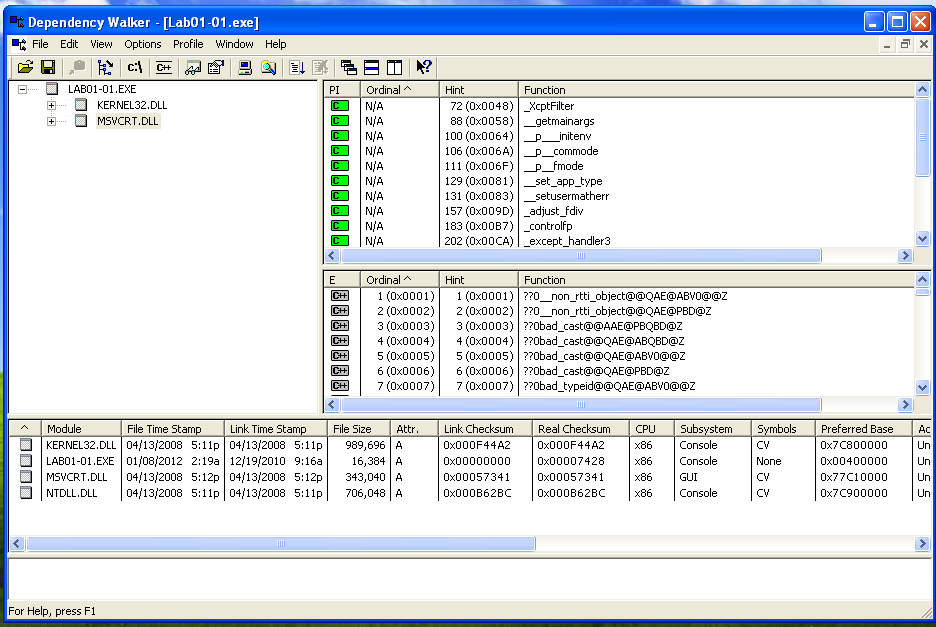 Dependency Walker - [Lab01-01.exe]
File Edit View Options Profile Window Help
c:\ C++
LAB01-01.EXE
KERNEL32.DLL
MSVCRT.DLL
PI Ordinal ^ Hint Function
C N/A 72 (0x0048) _XcptFilter
C N/A 88 (0x0058) __getmainargs
C N/A 100 (0x0064) __p___initenv
C N/A 106 (0x006A) __p__commode
C N/A 111 (0x006F) __p__fmode
C N/A 129 (0x0081) __set_app_type
C N/A 131 (0x0083) __setusermatherr
C N/A 157 (0x009D) _adjust_fdiv
C N/A 183 (0x00B7) _controlfp
C N/A 202 (0x00CA) _except_handler3
E Ordinal ^ Hint Function
C++ 1 (0x0001) 1 (0x0001) ??0__non_rtti_object@@QAE@ABV0@@Z
C++ 2 (0x0002) 2 (0x0002) ??0__non_rtti_object@@QAE@PBD@Z
C++ 3 (0x0003) 3 (0x0003) ??0bad_cast@@AAE@PBQBD@Z
C++ 4 (0x0004) 4 (0x0004) ??0bad_cast@@QAE@ABQBD@Z
C++ 5 (0x0005) 5 (0x0005) ??0bad_cast@@QAE@ABV0@@Z
C++ 6 (0x0006) 6 (0x0006) ??0bad_cast@@QAE@PBD@Z
C++ 7 (0x0007) 7 (0x0007) ??0bad_typeid@@QAE@ABV0@@Z
^ Module File Time Stamp Link Time Stamp File Size Attr. Link Checksum Real Checksum CPU Subsystem Symbols Preferred Base Ac
KERNEL32.DLL 04/13/2008 5:11p 04/13/2008 5:11p 989,696 A 0x000F44A2 0x000F44A2 x86 Console CV 0x7C800000 Un
LAB01-01.EXE 01/08/2012 2:19a 12/19/2010 9:16a 16,384 A 0x00000000 0x00007428 x86 Console None 0x00400000 Un
MSVCRT.DLL 04/13/2008 5:12p 04/13/2008 5:12p 343,040 A 0x00057341 0x00057341 x86 GUI CV 0x77C10000 Un
NTDLL.DLL 04/13/2008 5:11p 04/13/2008 5:11p 706,048 A 0x000B62BC 0x000B62BC x86 Console CV 0x7C900000 Un
For Help, press F1